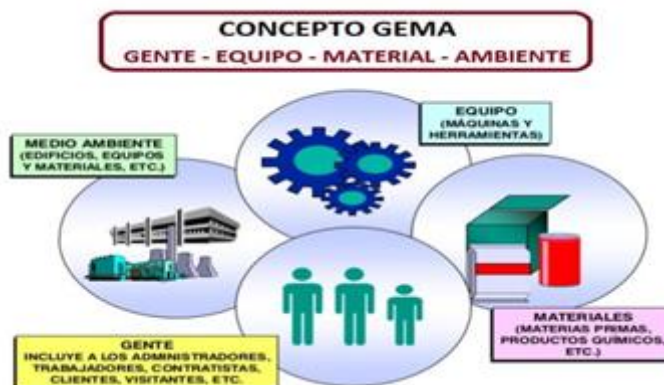 CONCEPTO GEMA
GENTE - EQUIPO - MATERIAL - AMBIENTE
EQUIPO
(MÁQUINAS Y
HERRAMIENTAS)
MEDIO AMBIENTE
(EDIFICIOS, EQUIPOS
Y MATERIALES, ETC.)
MATERIALES
(MATERIAS PRIMAS,
PRODUCTOS QUÍMICOS,
ETC.)
GENTE
INCLUYE A LOS ADMINISTRADORES,
TRABAJADORES, CONTRATISTAS,
CLIENTES, VISITANTES, ETC.